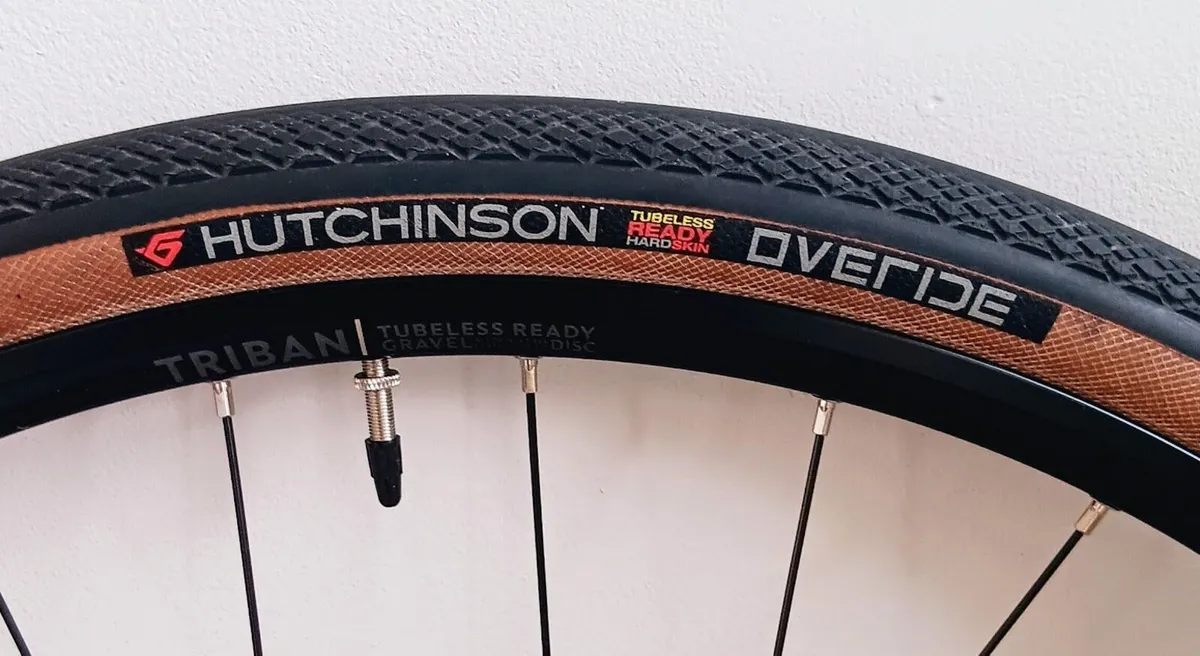 HUTCHINSON
TUBELESS
READY
HARDSKIN
OVERIDE
TRIBAN
TUBELESS READY
GRAVEL DISC